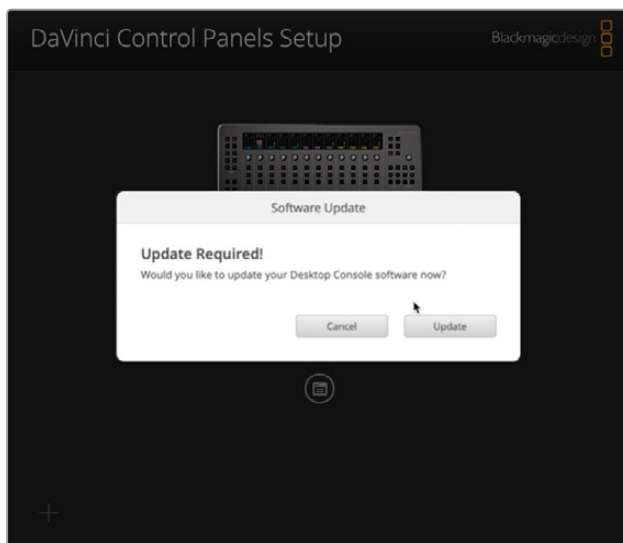 DaVinci Control Panels Setup
Blackmagicdesign
Software Update
Update Required!
Would you like to update your Desktop Console software now?
Cancel
Update